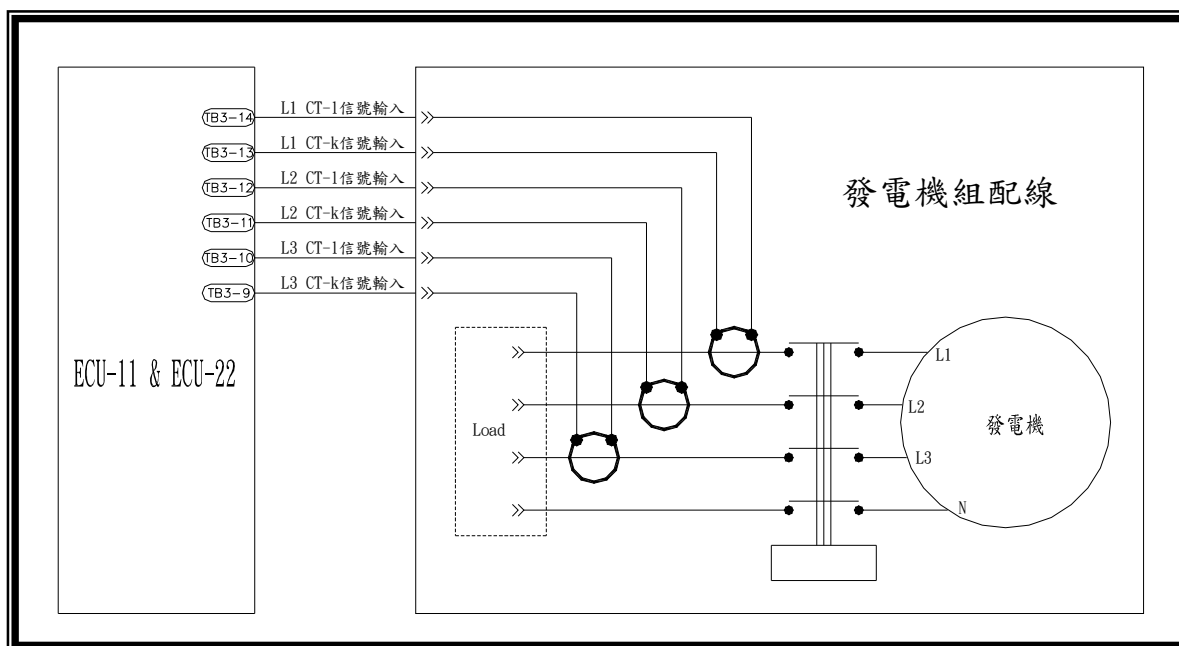 TB3-14 L1 CT-l信號輸入
TB3-13 L1 CT-k信號輸入
TB3-12 L2 CT-l信號輸入
TB3-11 L2 CT-k信號輸入
TB3-10 L3 CT-l信號輸入
TB3-9 L3 CT-k信號輸入
發電機組配線
ECU-11 & ECU-22
Load
L1
L2
L3
N
發電機